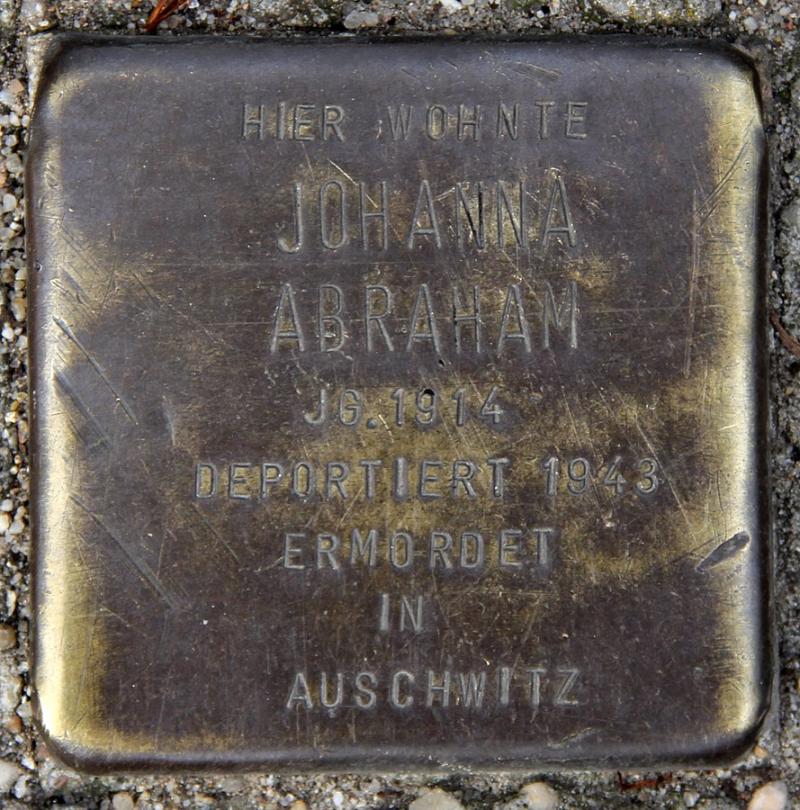 HIER WOHNTE
JOHANNA
ABRAHAM
JG. 1914
DEPORTIERT 1943
ERMORDET
IN
AUSCHWITZ